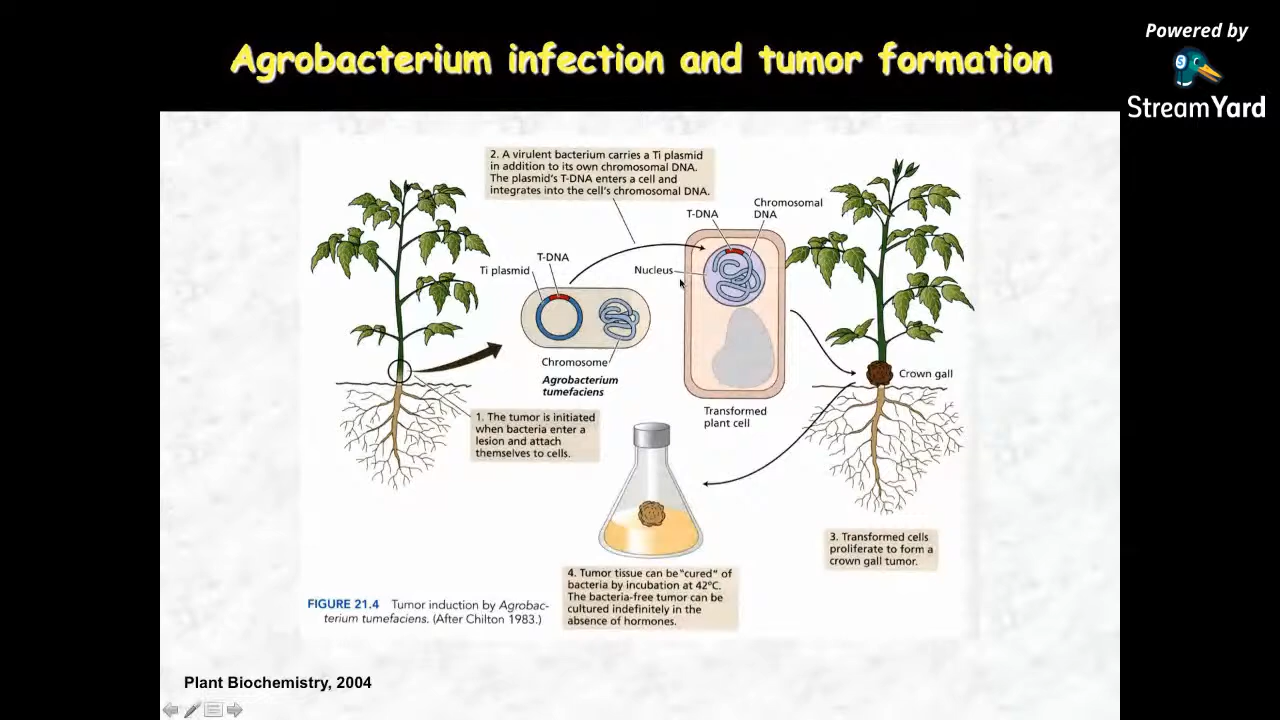 Agrobacterium infection and tumor formation
Powered by
StreamYard
2. A virulent bacterium carries a Ti plasmid
in addition to its own chromosomal DNA.
The plasmid's T-DNA enters a cell and
integrates into the cell's chromosomal DNA.
T-DNA
Chromosomal
DNA
T-DNA
Ti plasmid
Nucleus
Chromosome
Agrobacterium
tumefaciens
Crown gall
Transformed
plant cell
1. The tumor is initiated
when bacteria enter a
lesion and attach
themselves to cells.
3. Transformed cells
proliferate to form a
crown gall tumor.
4. Tumor tissue can be "cured" of
bacteria by incubation at 42°C.
The bacteria-free tumor can be
cultured indefinitely in the
absence of hormones.
FIGURE 21.4 Tumor induction by Agrobac-
terium tumefaciens. (After Chilton 1983.)
Plant Biochemistry, 2004